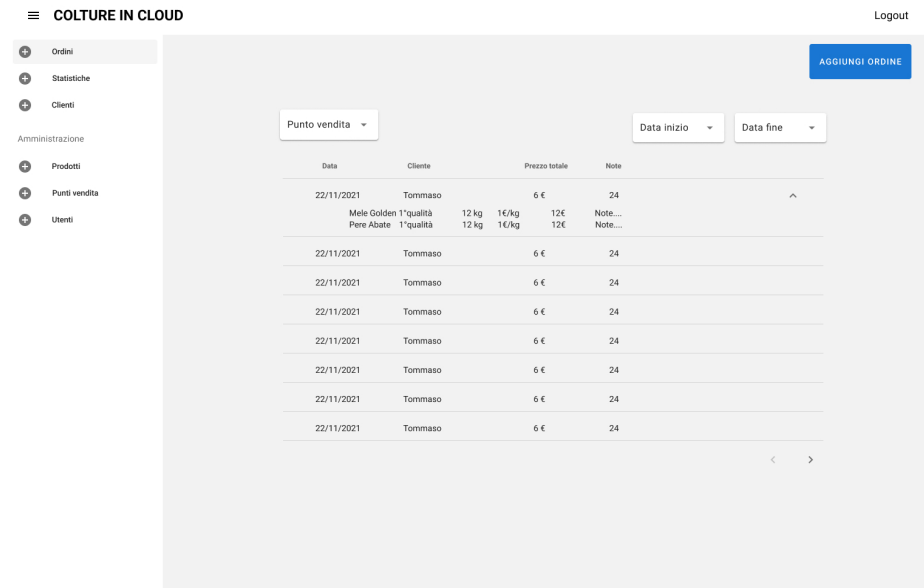 COLTURE IN CLOUD
Logout
Ordini
Statistiche
Clienti
Amministrazione
Prodotti
Punti vendita
Utenti
AGGIUNGI ORDINE
Punto vendita
Data inizio
Data fine
Data Cliente Prezzo totale Note
22/11/2021 Tommaso 6 € 24
Mele Golden 1°qualità 12 kg 1€/kg 12€ Note....
Pere Abate 1°qualità 12 kg 1€/kg 12€ Note....
22/11/2021 Tommaso 6 € 24
22/11/2021 Tommaso 6 € 24
22/11/2021 Tommaso 6 € 24
22/11/2021 Tommaso 6 € 24
22/11/2021 Tommaso 6 € 24
22/11/2021 Tommaso 6 € 24
22/11/2021 Tommaso 6 € 24